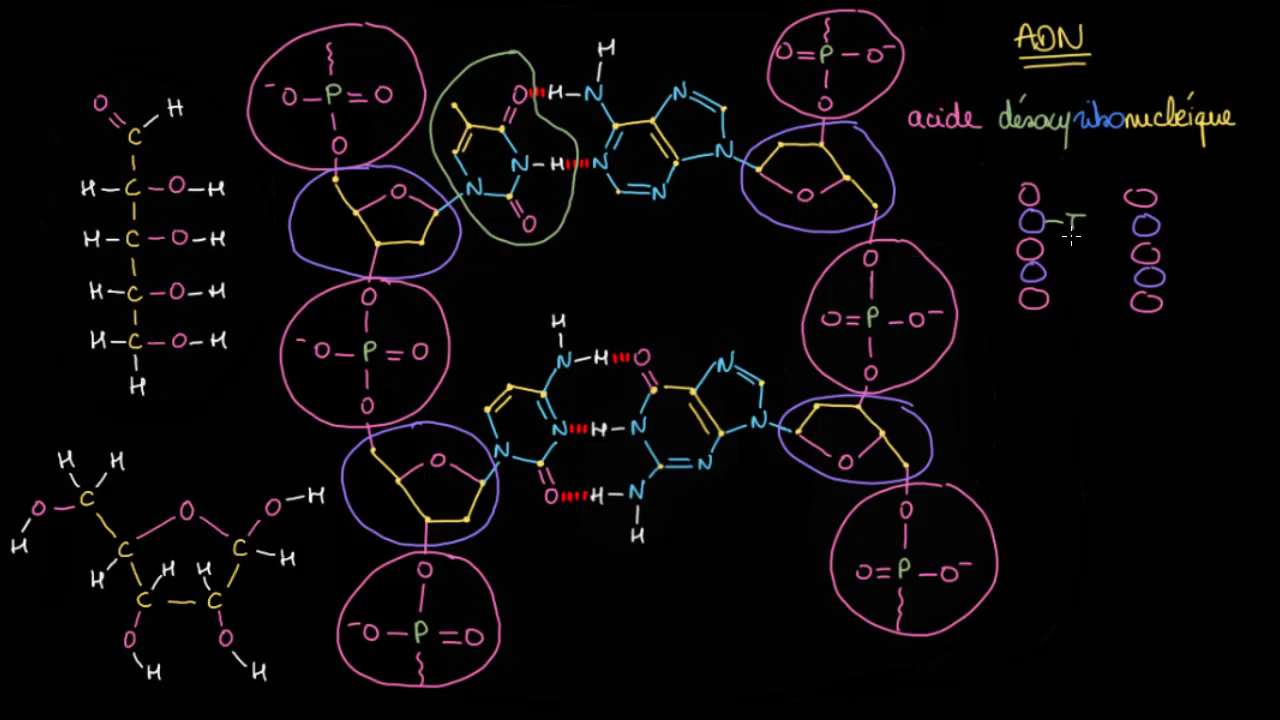 ADN
acide désoxyribonucléique
T
O H
C
H–C–O–H
H–C–O–H
H–C–O–H
H–C–O–H
H
H H
O C O O–H
H C C H
H H H
C — C
O O
H H
⁻O–P=O
O
O
O
⁻O–P=O
O
O
O
⁻O–P=O
O H–N
H
N–H N
N
O
N
N
N
H
N–H O
N H–N
N
O H–N
H
N
N
N
O=P–O⁻
O
O
O
O=P–O⁻
O
O
O
O=P–O⁻